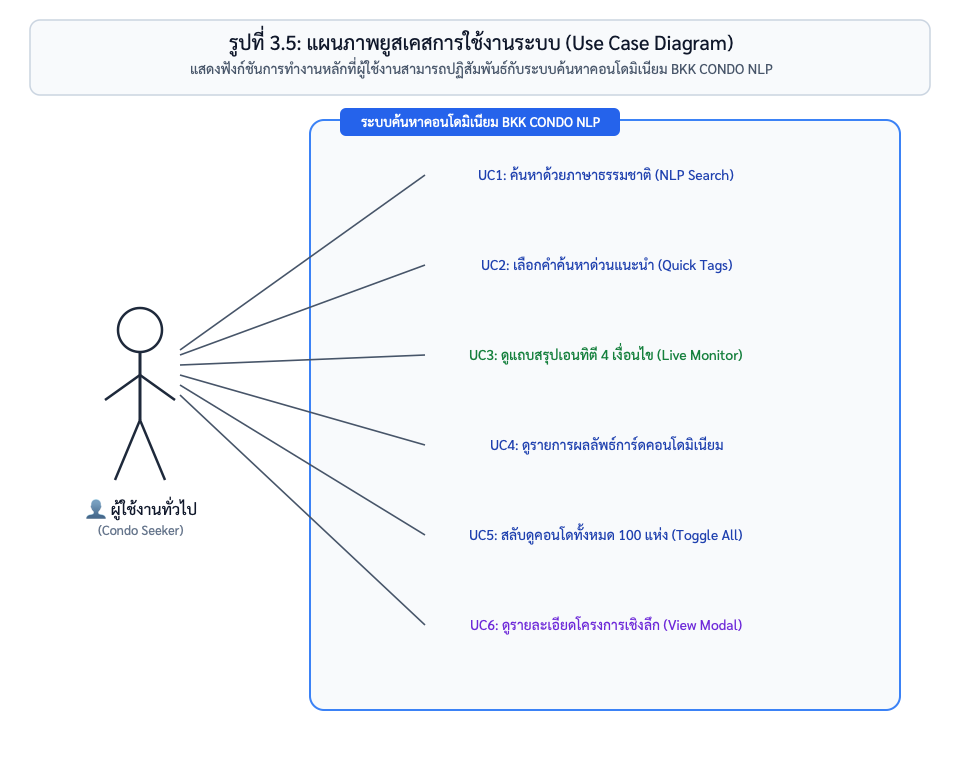 รูปที่ 3.5: แผนภาพยูสเคสการใช้งานระบบ (Use Case Diagram)
แสดงฟังก์ชันการทำงานหลักที่ผู้ใช้งานสามารถปฏิสัมพันธ์กับระบบค้นหาคอนโดมิเนียม BKK CONDO NLP
ระบบค้นหาคอนโดมิเนียม BKK CONDO NLP
UC1: ค้นหาด้วยภาษาธรรมชาติ (NLP Search)
UC2: เลือกคำค้นหาด่วนแนะนำ (Quick Tags)
UC3: ดูแถบสรุปเอนทิตี 4 เงื่อนไข (Live Monitor)
UC4: ดูรายการผลลัพธ์การ์ดคอนโดมิเนียม
UC5: สลับดูคอนโดทั้งหมด 100 แห่ง (Toggle All)
UC6: ดูรายละเอียดโครงการเชิงลึก (View Modal)
👤 ผู้ใช้งานทั่วไป
(Condo Seeker)